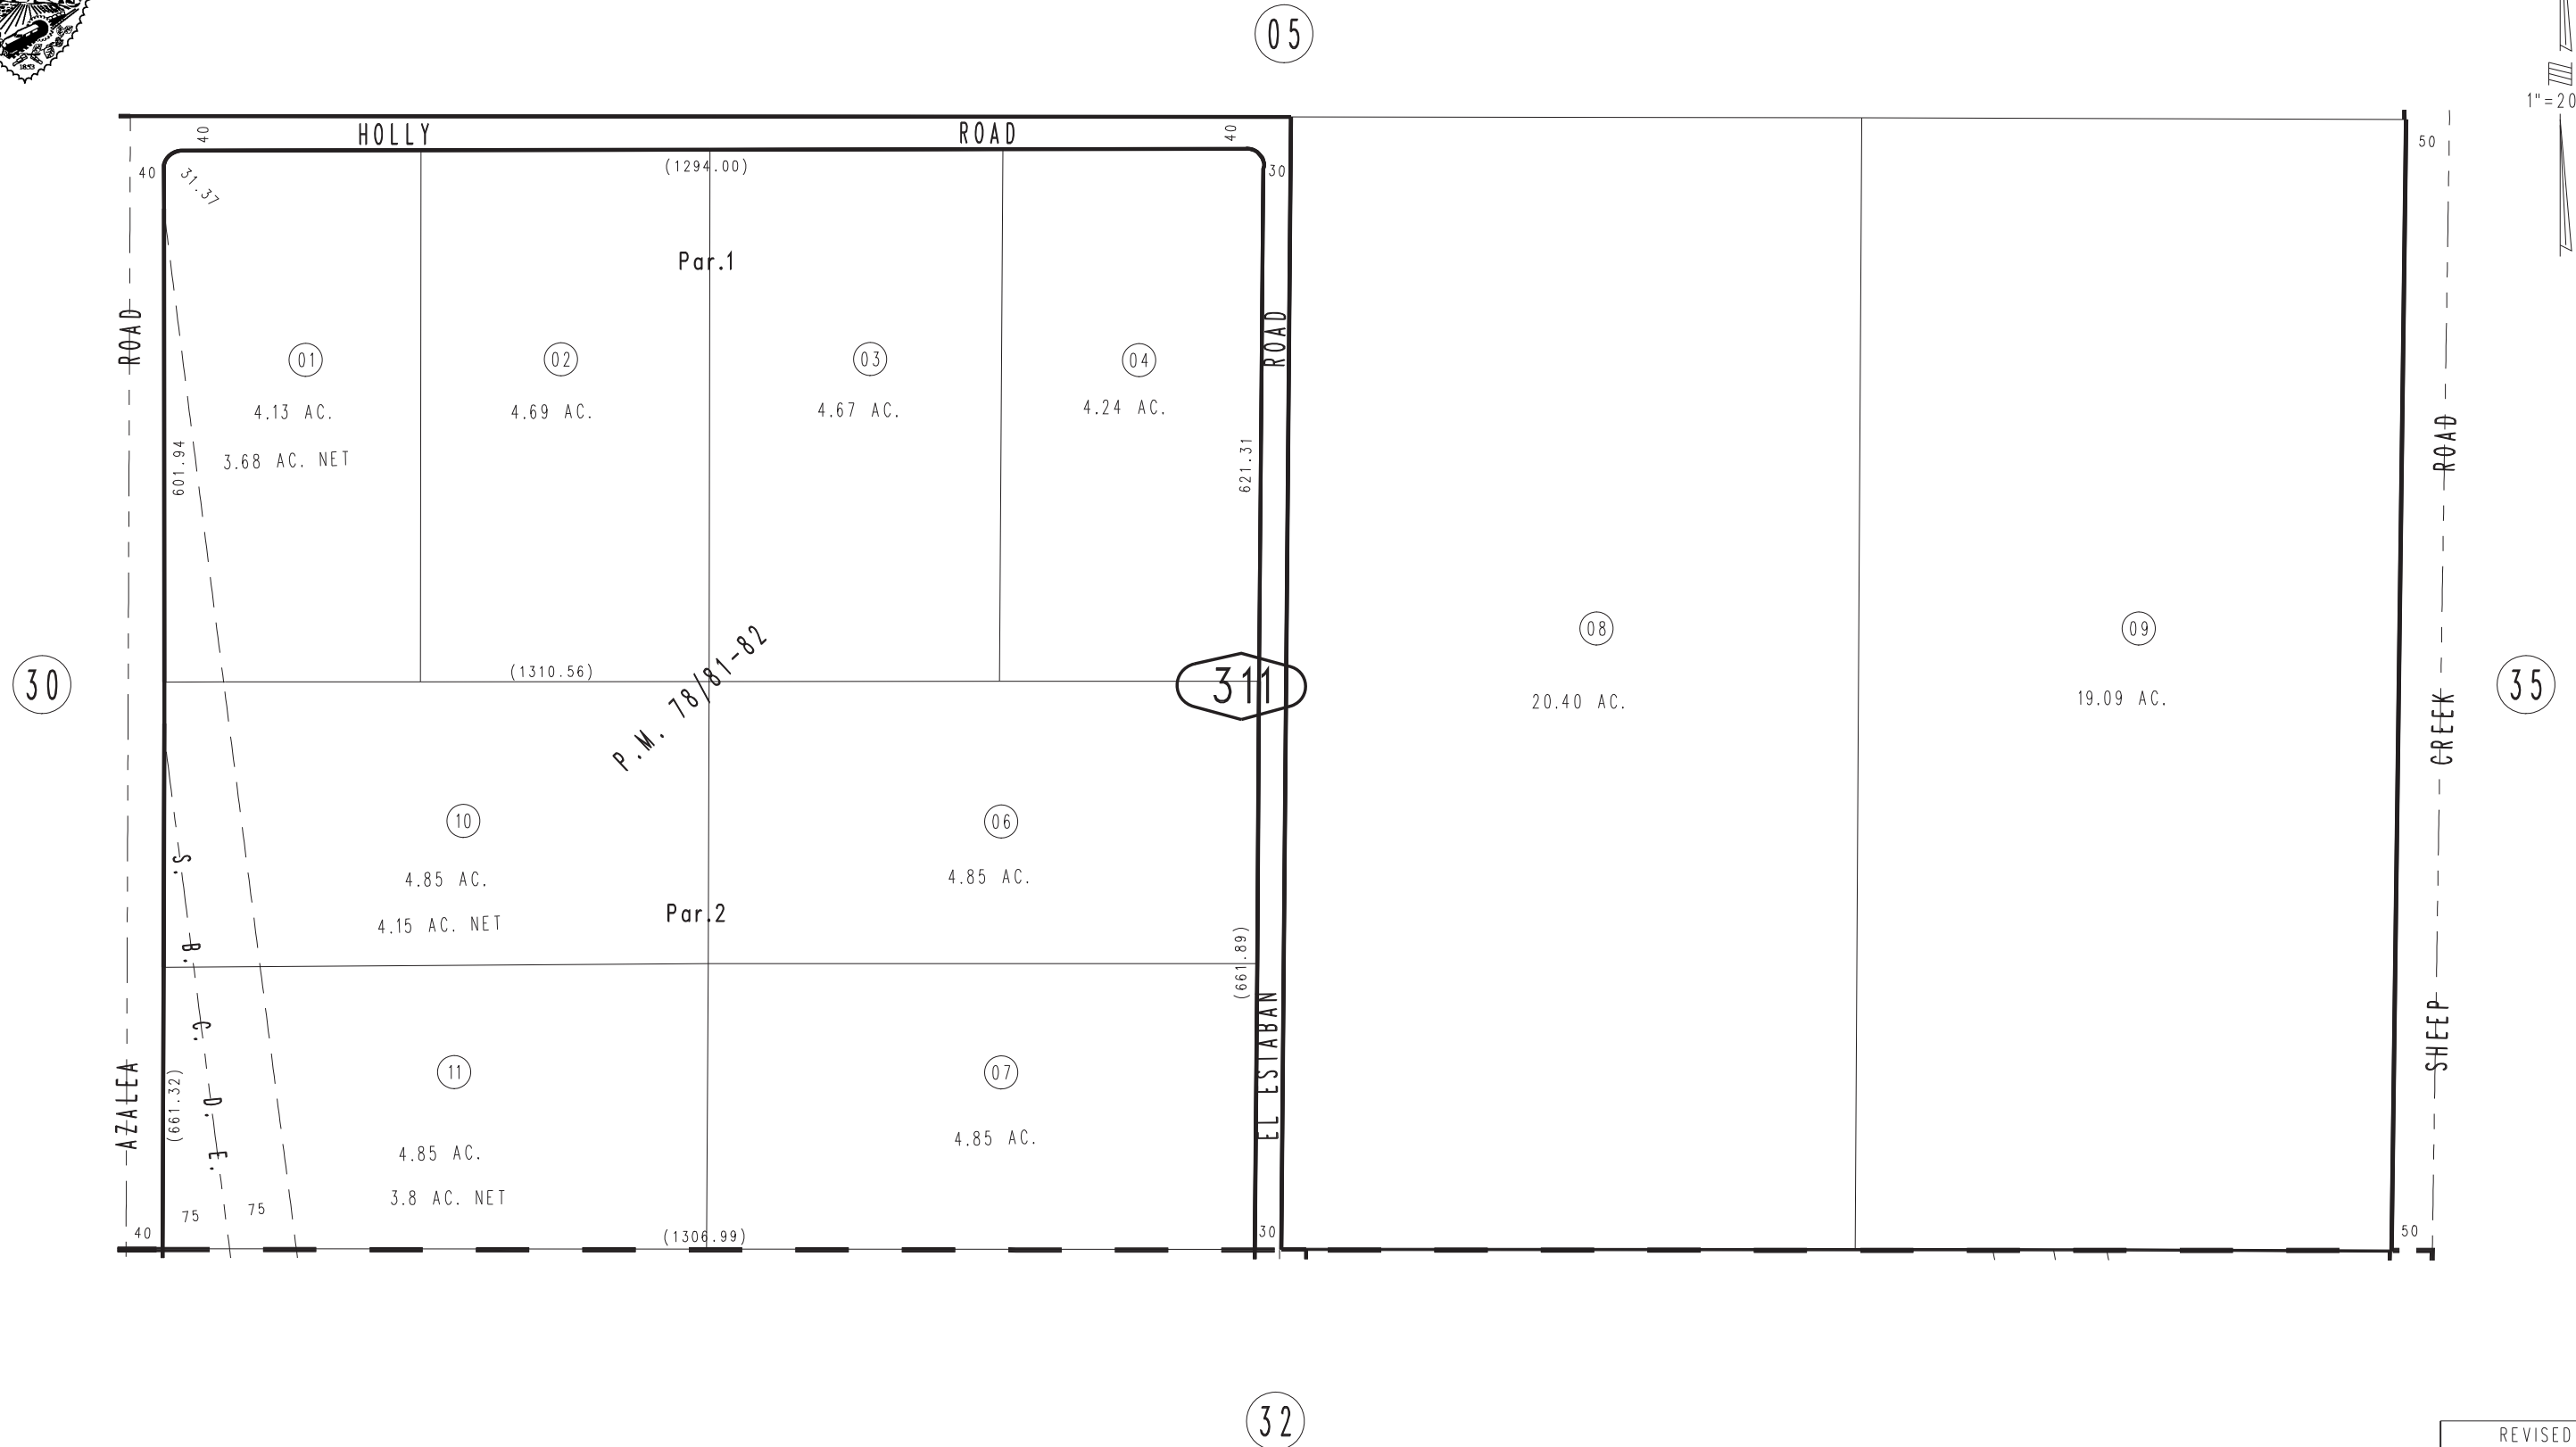 05
1853
1"=20
HOLLY ROAD
40
40
50
40
31.37
(1294.00)
30
Par.1
ROAD
ROAD
01
02
03
04
4.13 AC.
4.69 AC.
4.67 AC.
4.24 AC.
3.68 AC. NET
601.94
621.31
ROAD
08
09
20.40 AC.
19.09 AC.
30
(1310.56)
P.M. 78/81-82
311
35
CREEK
10
06
4.85 AC.
4.85 AC.
4.15 AC. NET
Par.2
S. B. C. D. E.
(661.89)
EL ESTABAN
SHEEP
AZALEA
(661.32)
11
07
4.85 AC.
4.85 AC.
3.8 AC. NET
75
75
40
(1306.99)
30
50
32
REVISED